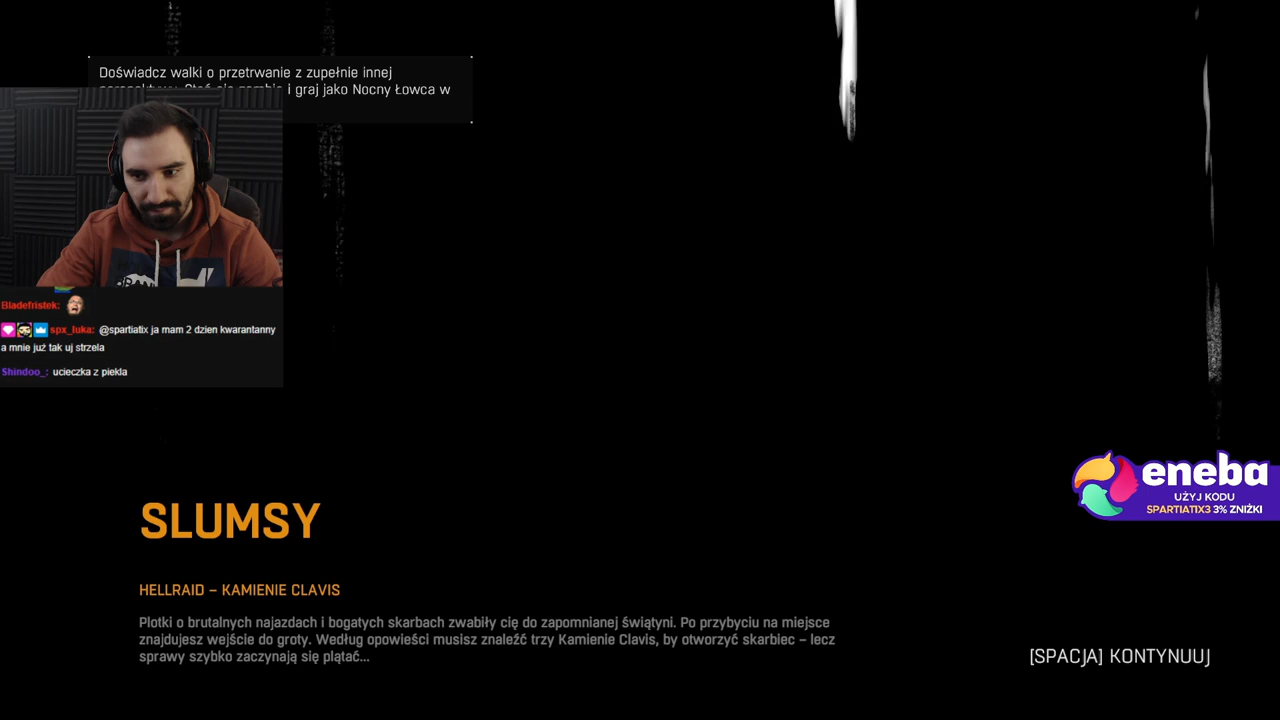 Doświadcz walki o przetrwanie z zupełnie innej
i graj jako Nocny Łowca w
Bladefristek:
spx_luka: @spartiatix ja mam 2 dzien kwarantanny
a mnie już tak uj strzela
Shindoo_: ucieczka z piekla
eneba
UŻYJ KODU
SPARTIATIX3 3% ZNIŻKI
SLUMSY
HELLRAID – KAMIENIE CLAVIS
Plotki o brutalnych najazdach i bogatych skarbach zwabiły cię do zapomnianej świątyni. Po przybyciu na miejsce
znajdujesz wejście do groty. Według opowieści musisz znaleźć trzy Kamienie Clavis, by otworzyć skarbiec – lecz
sprawy szybko zaczynają się plątać...
[SPACJA] KONTYNUUJ